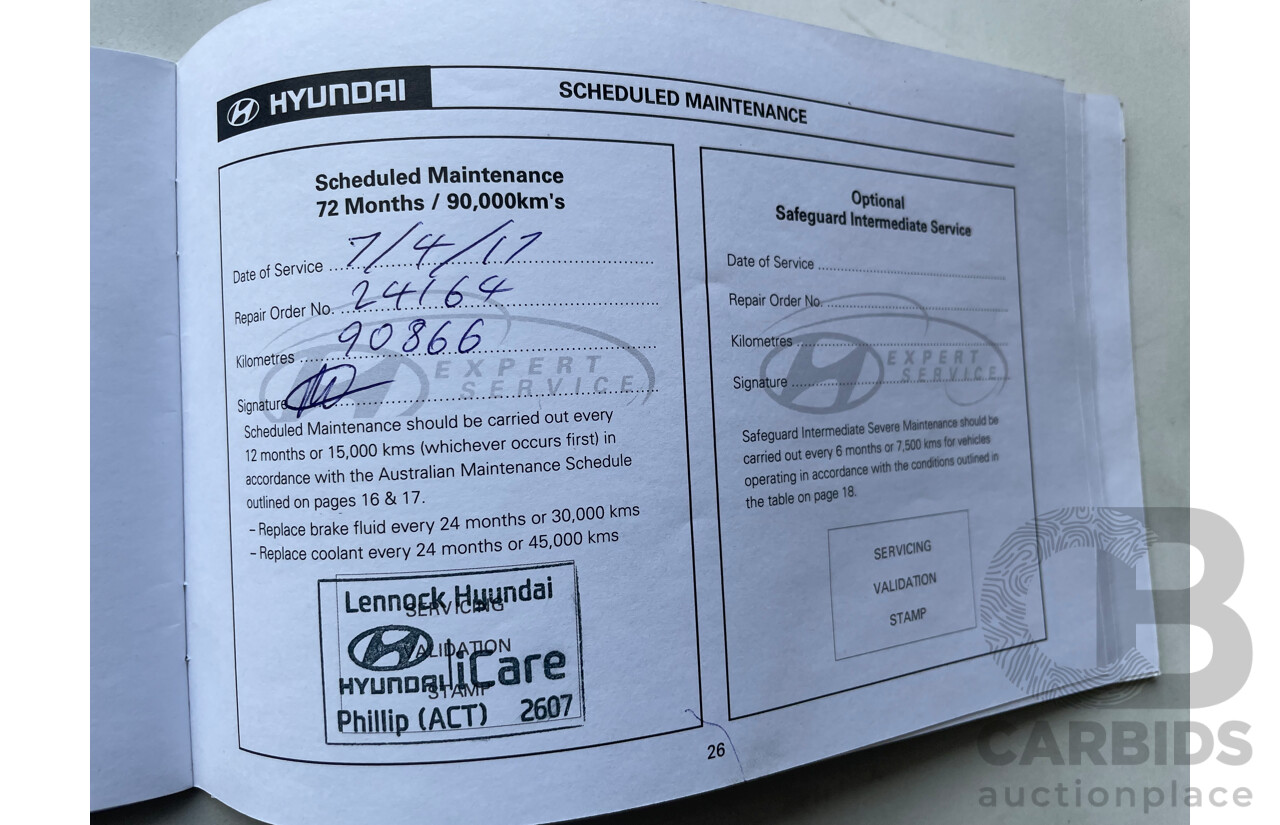 HYUNDAI
SCHEDULED MAINTENANCE
Scheduled Maintenance
72 Months / 90,000km's
Date of Service 7/4/17
Repair Order No. 24164
Kilometres 90866
Signature
EXPERT
SERVICE
Scheduled Maintenance should be carried out every
12 months or 15,000 kms (whichever occurs first) in
accordance with the Australian Maintenance Schedule
outlined on pages 16 & 17.
- Replace brake fluid every 24 months or 30,000 kms
- Replace coolant every 24 months or 45,000 kms
Lennock Hyundai
SERVICING
VALIDATION
HYUNDAI iCare
STAMP
Phillip (ACT) 2607
Optional
Safeguard Intermediate Service
Date of Service
Repair Order No.
Kilometres
Signature
EXPERT
SERVICE
Safeguard Intermediate Severe Maintenance should be
carried out every 6 months or 7,500 kms for vehicles
operating in accordance with the conditions outlined in
the table on page 18.
SERVICING
VALIDATION
STAMP
26
CB
CARBIDS
auctionplace